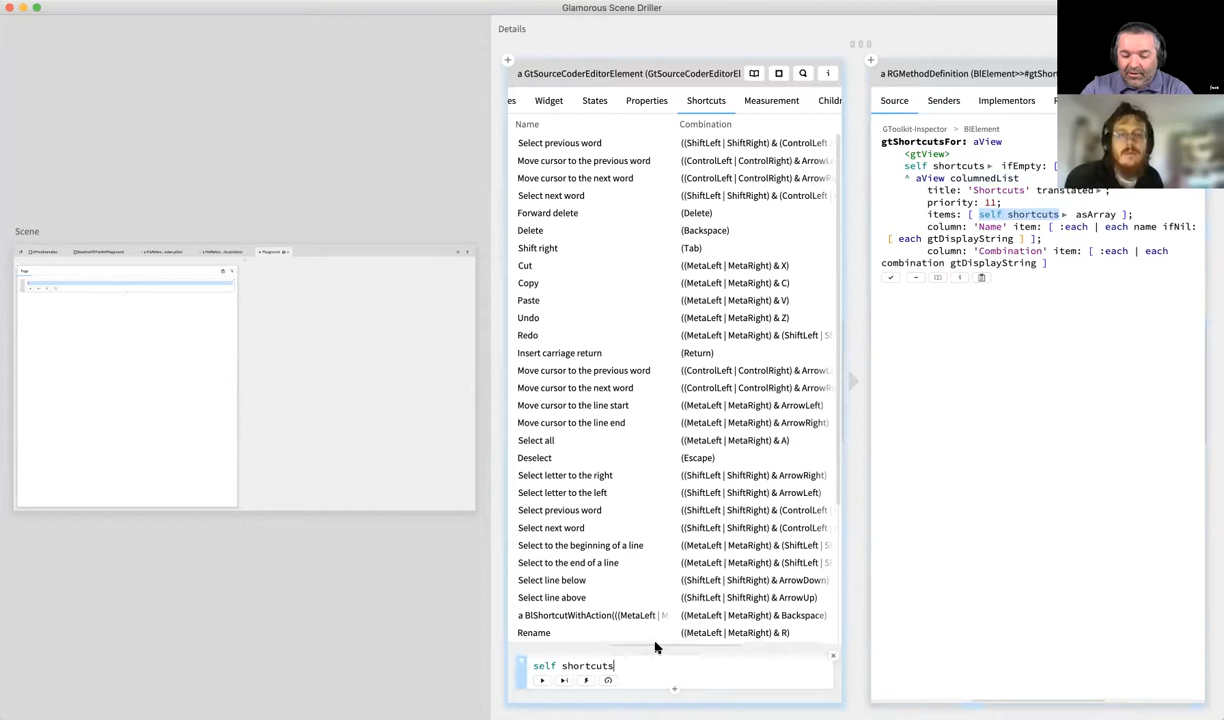 Glamorous Scene Driller
Details
Scene
Playground
Page
a GtSourceCoderEditorElement (GtSourceCoderEditorEl
es Widget States Properties Shortcuts Measurement Childr
Name Combination
Select previous word ((ShiftLeft | ShiftRight) & (ControlLeft
Move cursor to the previous word ((ControlLeft | ControlRight) & ArrowL
Move cursor to the next word ((ControlLeft | ControlRight) & ArrowR
Select next word ((ShiftLeft | ShiftRight) & (ControlLeft
Forward delete (Delete)
Delete (Backspace)
Shift right (Tab)
Cut ((MetaLeft | MetaRight) & X)
Copy ((MetaLeft | MetaRight) & C)
Paste ((MetaLeft | MetaRight) & V)
Undo ((MetaLeft | MetaRight) & Z)
Redo ((MetaLeft | MetaRight) & (ShiftLeft | S
Insert carriage return (Return)
Move cursor to the previous word ((ControlLeft | ControlRight) & ArrowL
Move cursor to the next word ((ControlLeft | ControlRight) & ArrowR
Move cursor to the line start ((MetaLeft | MetaRight) & ArrowLeft)
Move cursor to the line end ((MetaLeft | MetaRight) & ArrowRight)
Select all ((MetaLeft | MetaRight) & A)
Deselect (Escape)
Select letter to the right ((ShiftLeft | ShiftRight) & ArrowRight)
Select letter to the left ((ShiftLeft | ShiftRight) & ArrowLeft)
Select previous word ((ShiftLeft | ShiftRight) & (ControlLeft
Select next word ((ShiftLeft | ShiftRight) & (ControlLeft
Select to the beginning of a line ((MetaLeft | MetaRight) & (ShiftLeft | S
Select to the end of a line ((MetaLeft | MetaRight) & (ShiftLeft | S
Select line below ((ShiftLeft | ShiftRight) & ArrowDown)
Select line above ((ShiftLeft | ShiftRight) & ArrowUp)
a BlShortcutWithAction(((MetaLeft | M ((MetaLeft | MetaRight) & Backspace)
Rename ((MetaLeft | MetaRight) & R)
self shortcuts
a RGMethodDefinition (BlElement>>#gtShor
Source Senders Implementors
GToolkit-Inspector > BlElement
gtShortcutsFor: aView
<gtView>
self shortcuts ifEmpty: [
^ aView columnedList
title: 'Shortcuts' translated ;
priority: 11;
items: [ self shortcuts asArray ];
column: 'Name' item: [ :each | each name ifNil:
[ each gtDisplayString ] ];
column: 'Combination' item: [ :each | each
combination gtDisplayString ]